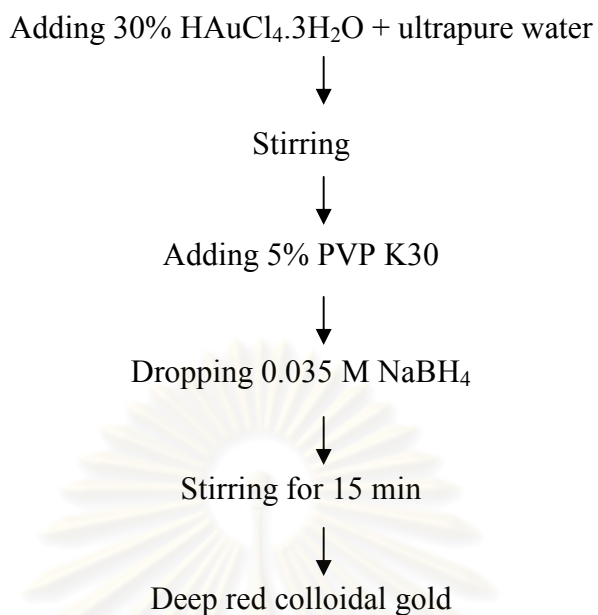 Adding 30% HAuCl₄.3H₂O + ultrapure water
Stirring
Adding 5% PVP K30
Dropping 0.035 M NaBH₄
Stirring for 15 min
Deep red colloidal gold